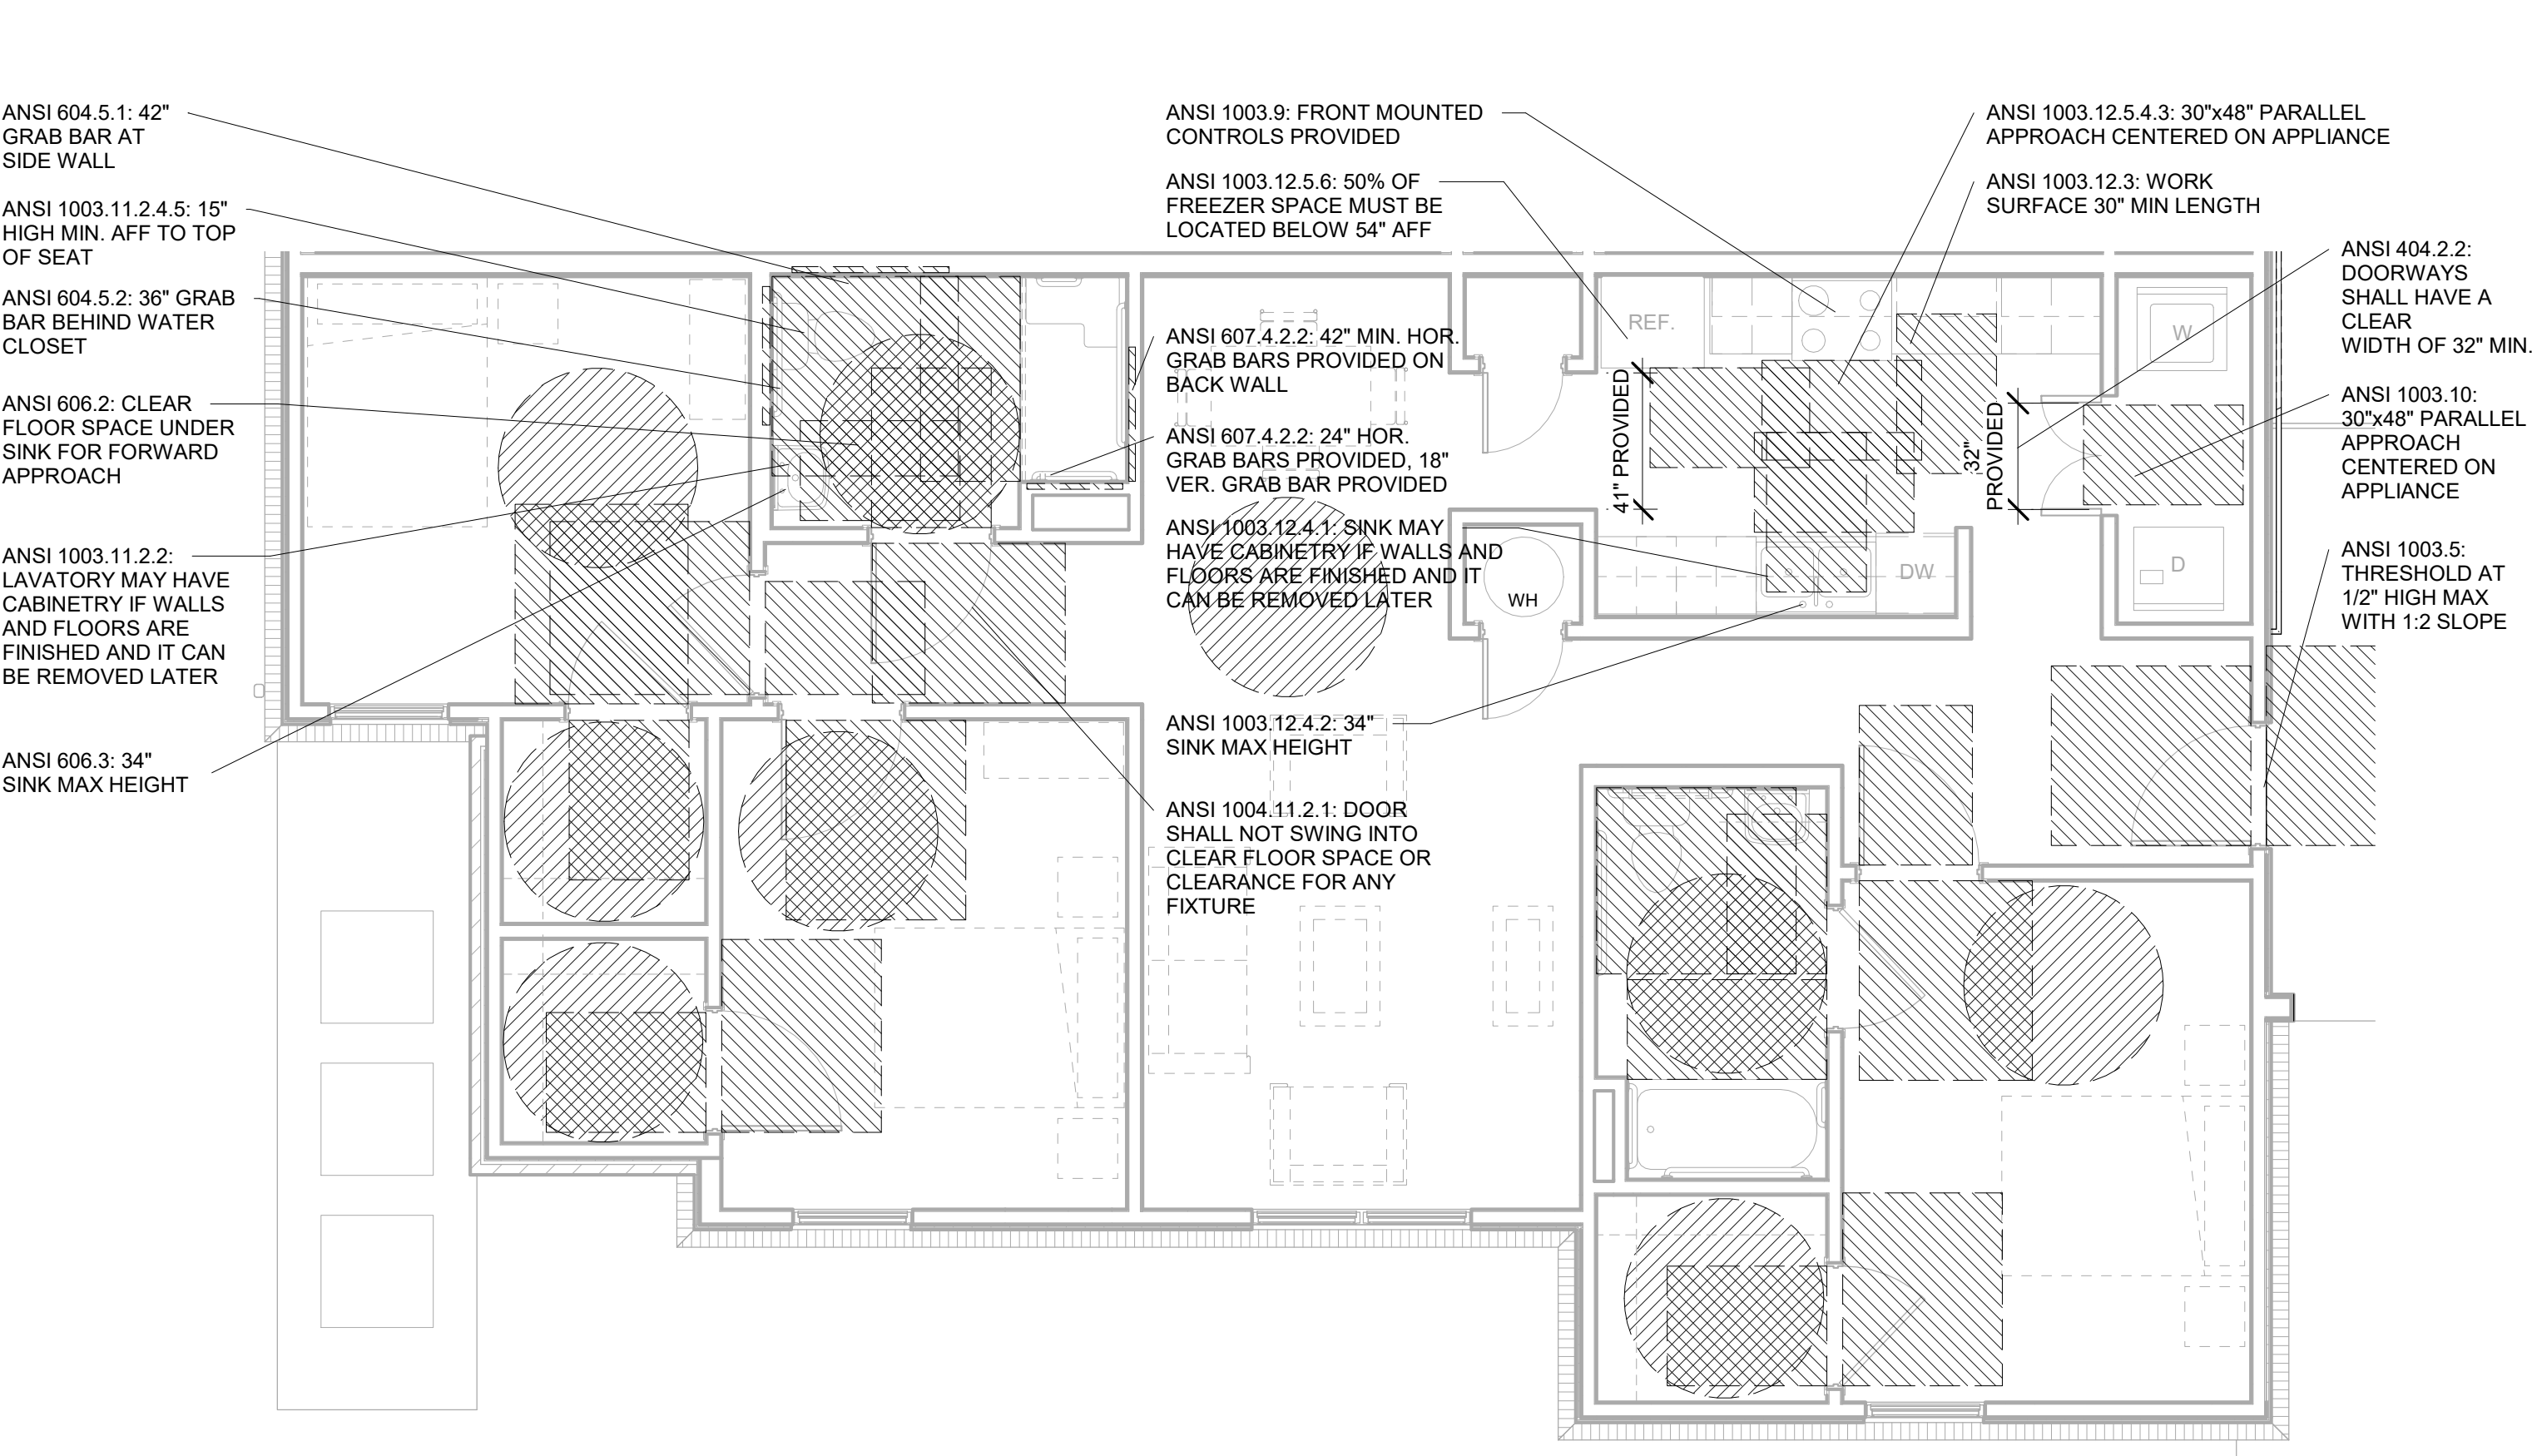 ANSI 604.5.1: 42"
GRAB BAR AT
SIDE WALL
ANSI 1003.11.2.4.5: 15"
HIGH MIN. AFF TO TOP
OF SEAT
ANSI 604.5.2: 36" GRAB
BAR BEHIND WATER
CLOSET
ANSI 606.2: CLEAR
FLOOR SPACE UNDER
SINK FOR FORWARD
APPROACH
ANSI 1003.11.2.2:
LAVATORY MAY HAVE
CABINETRY IF WALLS
AND FLOORS ARE
FINISHED AND IT CAN
BE REMOVED LATER
ANSI 606.3: 34"
SINK MAX HEIGHT
ANSI 1003.9: FRONT MOUNTED
CONTROLS PROVIDED
ANSI 1003.12.5.6: 50% OF
FREEZER SPACE MUST BE
LOCATED BELOW 54" AFF
ANSI 607.4.2.2: 42" MIN. HOR.
GRAB BARS PROVIDED ON
BACK WALL
ANSI 607.4.2.2: 24" HOR.
GRAB BARS PROVIDED, 18"
VER. GRAB BAR PROVIDED
ANSI 1003.12.4.1: SINK MAY
HAVE CABINETRY IF WALLS AND
FLOORS ARE FINISHED AND IT
CAN BE REMOVED LATER
ANSI 1003.12.4.2: 34"
SINK MAX HEIGHT
ANSI 1004.11.2.1: DOOR
SHALL NOT SWING INTO
CLEAR FLOOR SPACE OR
CLEARANCE FOR ANY
FIXTURE
REF.
41" PROVIDED
WH
DW
32"
PROVIDED
W
D
ANSI 1003.12.5.4.3: 30"x48" PARALLEL
APPROACH CENTERED ON APPLIANCE
ANSI 1003.12.3: WORK
SURFACE 30" MIN LENGTH
ANSI 404.2.2:
DOORWAYS
SHALL HAVE A
CLEAR
WIDTH OF 32" MIN.
ANSI 1003.10:
30"x48" PARALLEL
APPROACH
CENTERED ON
APPLIANCE
ANSI 1003.5:
THRESHOLD AT
1/2" HIGH MAX
WITH 1:2 SLOPE